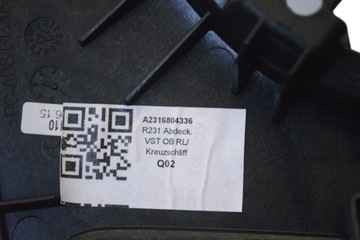 A2316804336
R231 Abdeck.
VST OB RL/
Kreuzschliff
Q02